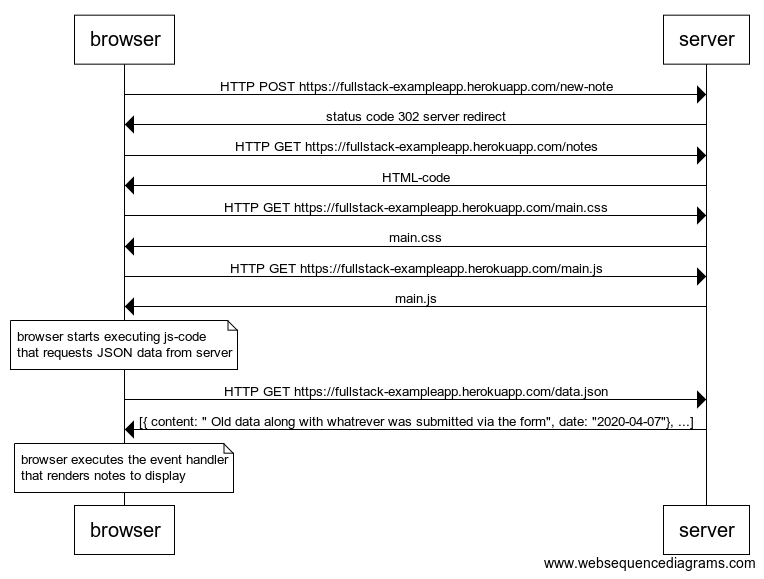 browser
server
HTTP POST https://fullstack-exampleapp.herokuapp.com/new-note
status code 302 server redirect
HTTP GET https://fullstack-exampleapp.herokuapp.com/notes
HTML-code
HTTP GET https://fullstack-exampleapp.herokuapp.com/main.css
main.css
HTTP GET https://fullstack-exampleapp.herokuapp.com/main.js
main.js
browser starts executing js-code
that requests JSON data from server
HTTP GET https://fullstack-exampleapp.herokuapp.com/data.json
[{ content: " Old data along with whatrever was submitted via the form", date: "2020-04-07"}, ...]
browser executes the event handler
that renders notes to display
browser
server
www.websequencediagrams.com